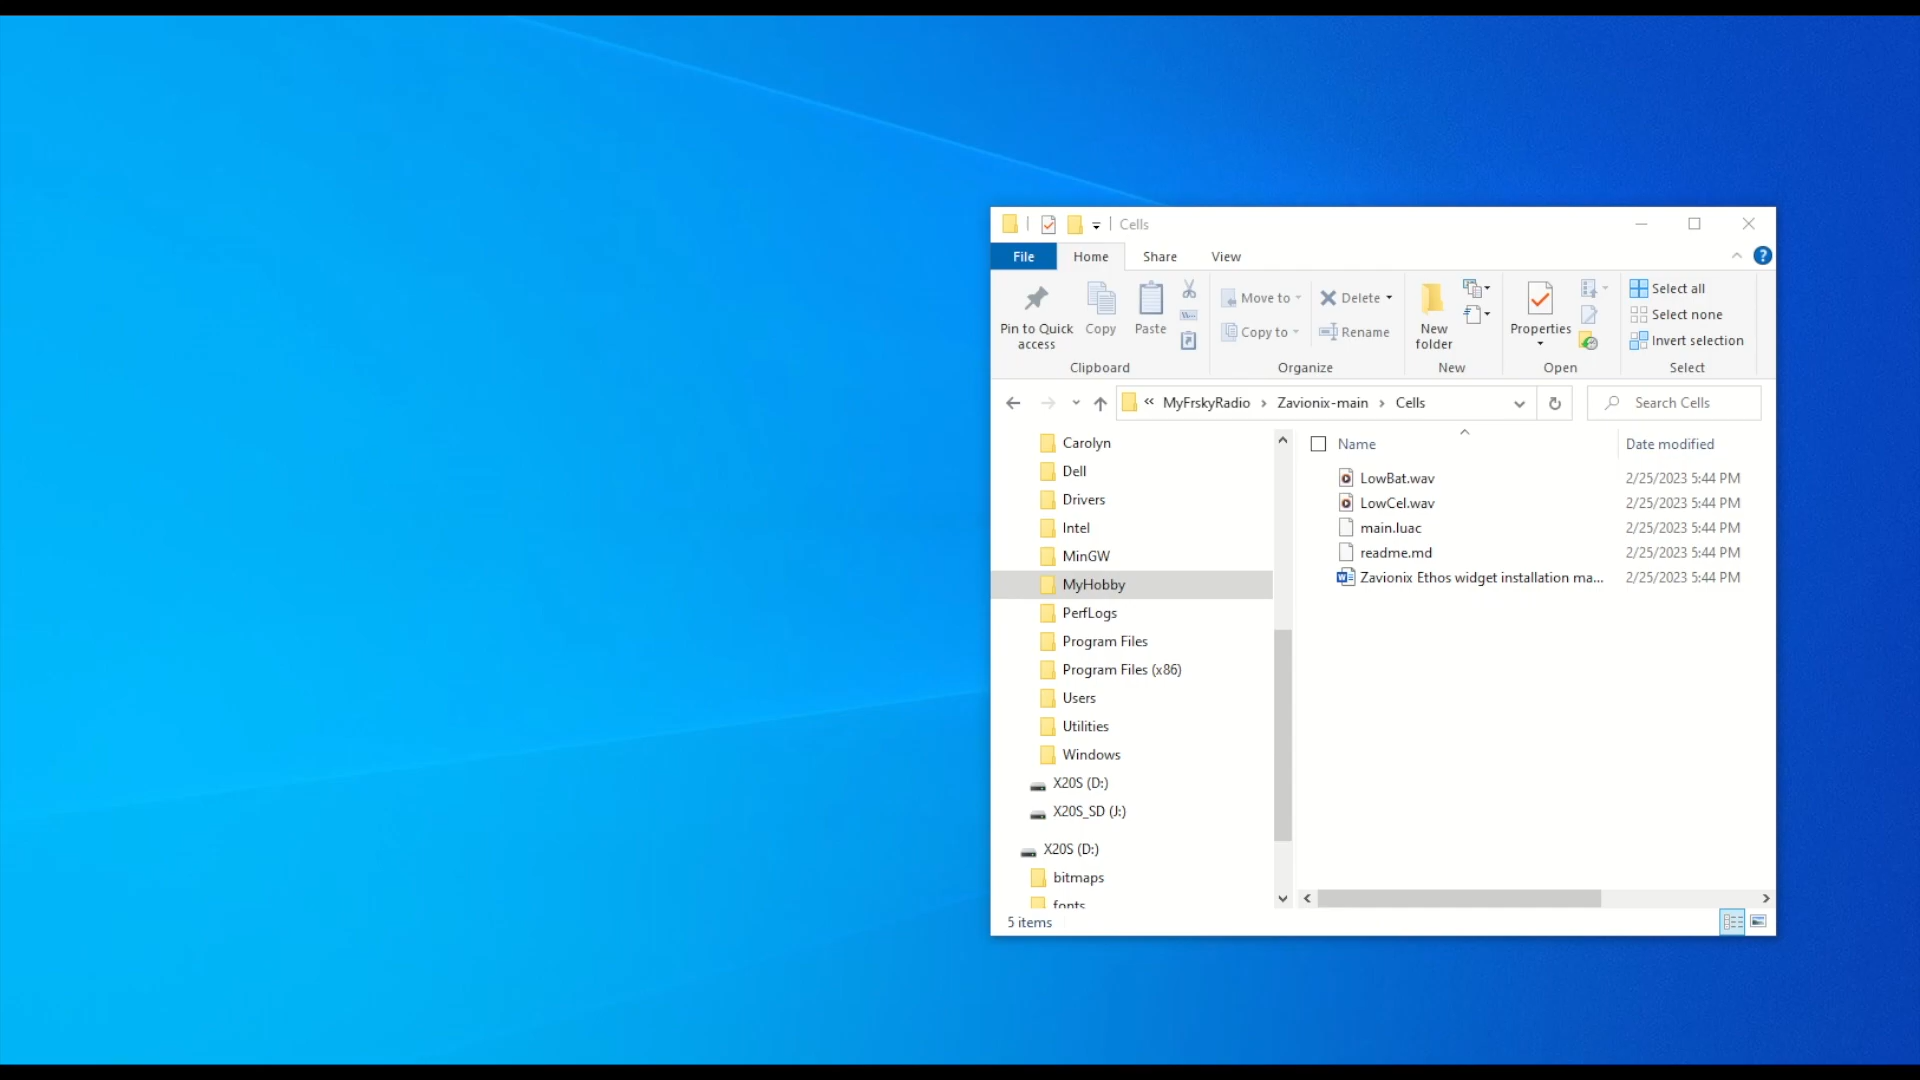 Cells
File Home Share View
Pin to Quick access
Copy
Paste
Move to
Copy to
Delete
Rename
New folder
Properties
Select all
Select none
Invert selection
Clipboard Organize New Open Select
« MyFrskyRadio › Zavionix-main › Cells
Search Cells
Carolyn
Dell
Drivers
Intel
MinGW
MyHobby
PerfLogs
Program Files
Program Files (x86)
Users
Utilities
Windows
X20S (D:)
X20S_SD (J:)
X20S (D:)
bitmaps
fonts
Name Date modified
LowBat.wav 2/25/2023 5:44 PM
LowCel.wav 2/25/2023 5:44 PM
main.luac 2/25/2023 5:44 PM
readme.md 2/25/2023 5:44 PM
Zavionix Ethos widget installation ma... 2/25/2023 5:44 PM
5 items